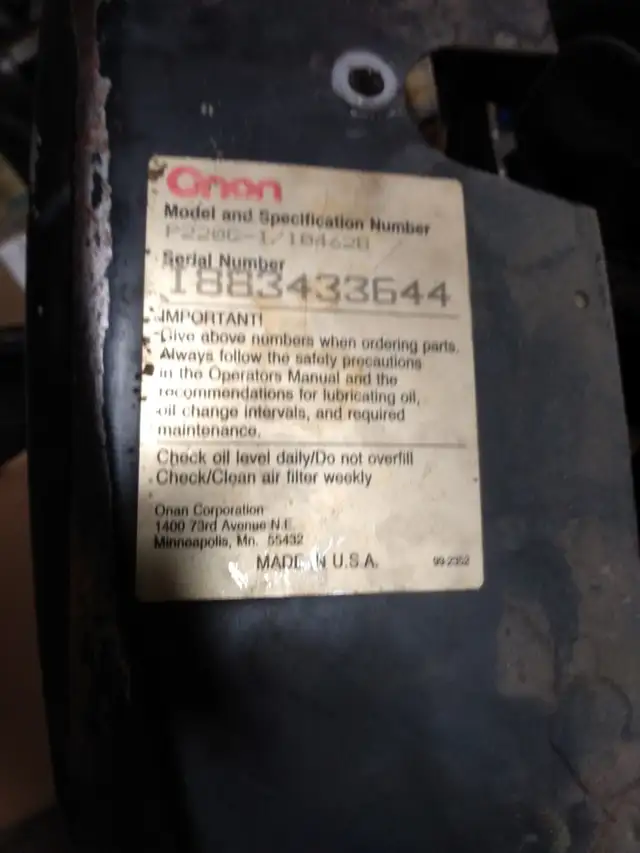 Onan
Model and Specification Number
P220G-1/10462B
Serial Number
I883433644
IMPORTANT!
Give above numbers when ordering parts.
Always follow the safety precautions
in the Operators Manual and the
recommendations for lubricating oil,
oil change intervals, and required
maintenance.
Check oil level daily/Do not overfill
Check/Clean air filter weekly
Onan Corporation
1400 73rd Avenue N.E.
Minneapolis, Mn. 55432
MADE IN U.S.A.
99-2352